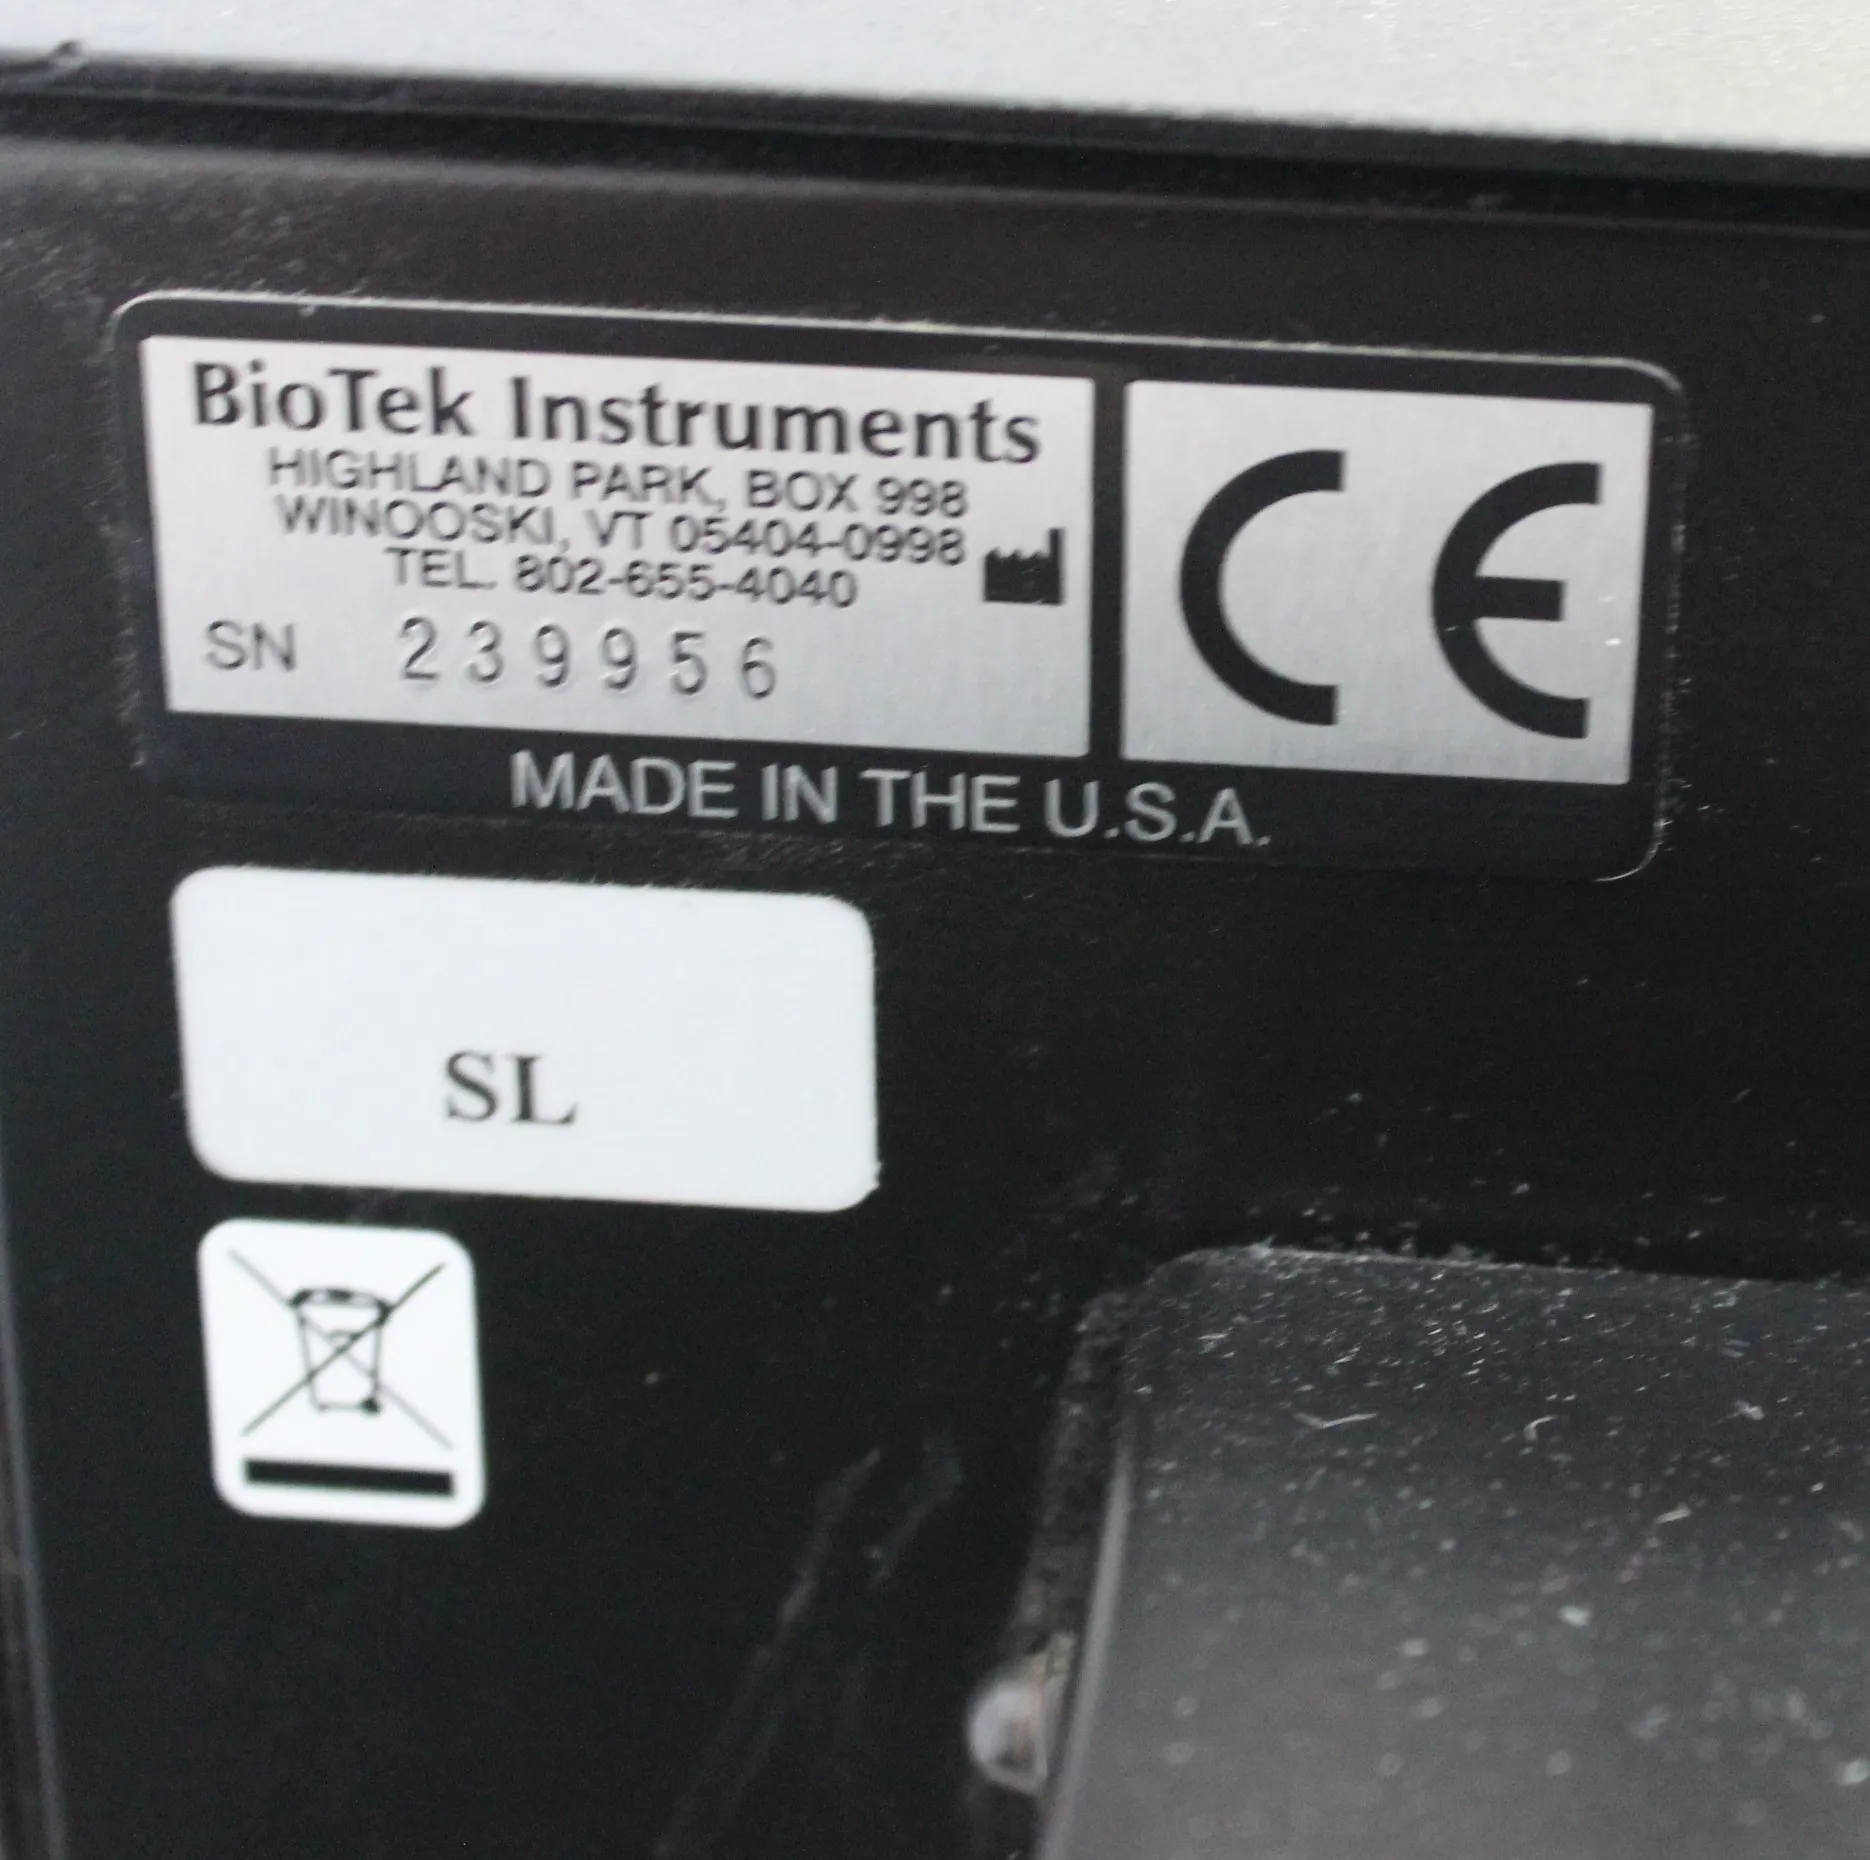 BioTek Instruments
HIGHLAND PARK, BOX 998
WINOOSKI, VT 05404-0998
TEL. 802-655-4040
SN 239956
CE
MADE IN THE U.S.A.
SL